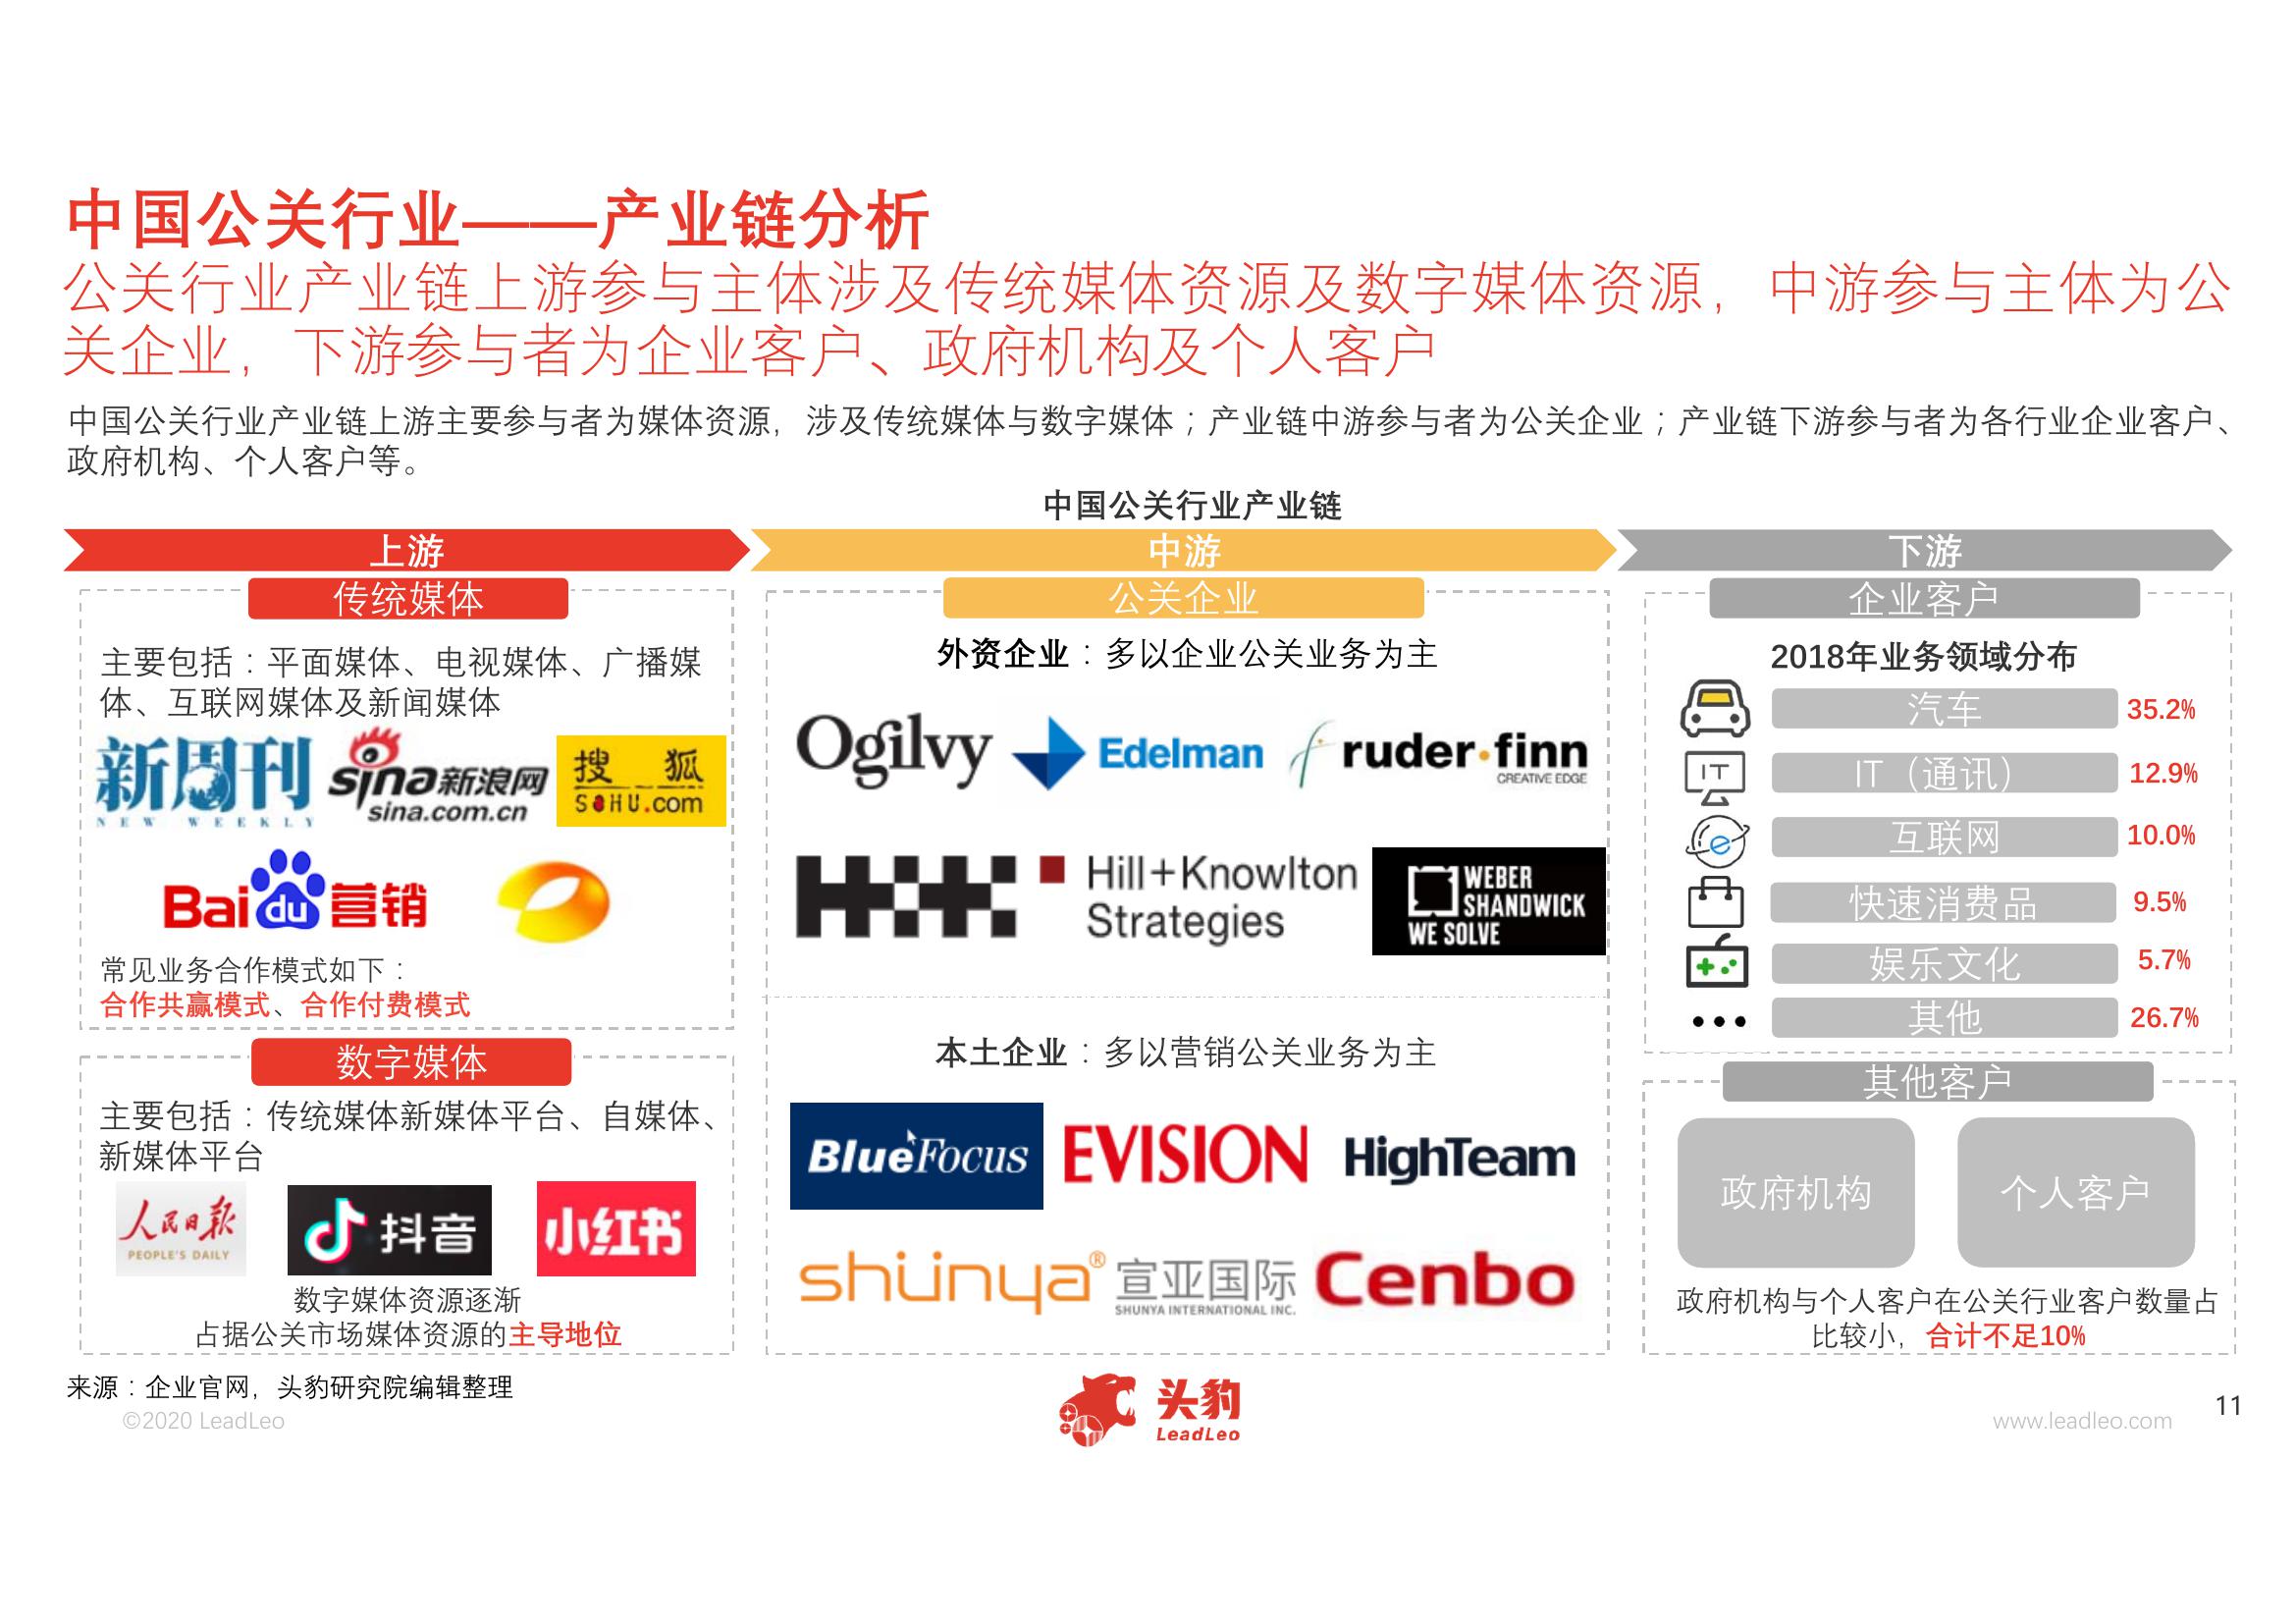 中国公关行业——产业链分析
公关行业产业链上游参与主体涉及传统媒体资源及数字媒体资源，中游参与主体为公
关企业，下游参与者为企业客户、政府机构及个人客户
中国公关行业产业链上游主要参与者为媒体资源，涉及传统媒体与数字媒体；产业链中游参与者为公关企业；产业链下游参与者为各行业企业客户、
政府机构、个人客户等。
中国公关行业产业链
上游
传统媒体
主要包括：平面媒体、电视媒体、广播媒
体、互联网媒体及新闻媒体
新周刊
NEW WEEKLY
sina新浪网
sina.com.cn
搜狐
SOHU.com
Baidu营销
常见业务合作模式如下：
合作共赢模式、合作付费模式
数字媒体
主要包括：传统媒体新媒体平台、自媒体、
新媒体平台
人民日报
PEOPLE'S DAILY
抖音
小红书
数字媒体资源逐渐
占据公关市场媒体资源的主导地位
中游
公关企业
外资企业：多以企业公关业务为主
Ogilvy
Edelman
ruder·finn
CREATIVE EDGE
H+K
Hill+Knowlton
Strategies
WEBER
SHANDWICK
WE SOLVE
本土企业：多以营销公关业务为主
BlueFocus
EVISION
HighTeam
shünya® 宣亚国际
SHUNYA INTERNATIONAL INC.
Cenbo
下游
企业客户
2018年业务领域分布
汽车 35.2%
IT
IT（通讯） 12.9%
e
互联网 10.0%
快速消费品 9.5%
娱乐文化 5.7%
其他 26.7%
其他客户
政府机构
个人客户
政府机构与个人客户在公关行业客户数量占
比较小，合计不足10%
来源：企业官网，头豹研究院编辑整理
©2020 LeadLeo
头豹
LeadLeo
www.leadleo.com
11